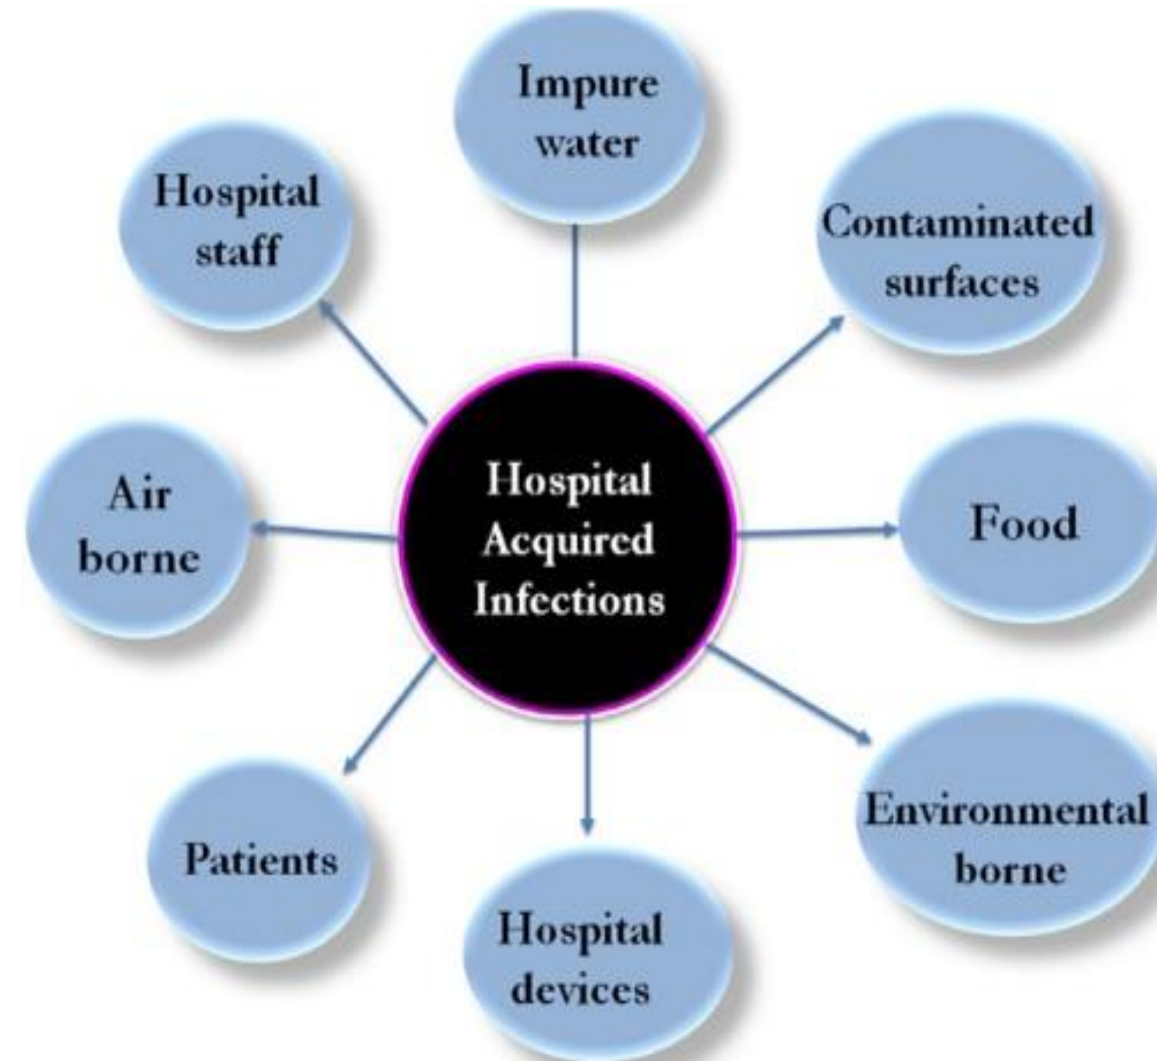 Impure
water
Hospital
staff
Contaminated
surfaces
Air
borne
Hospital
Acquired
Infections
Food
Patients
Environmental
borne
Hospital
devices